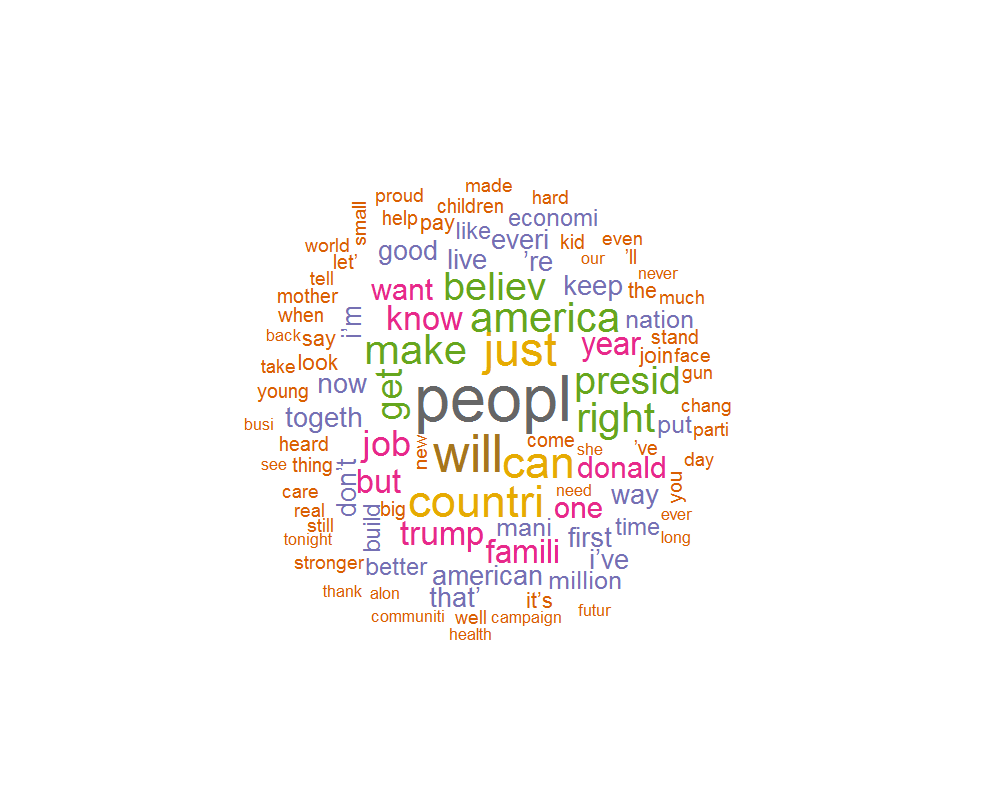 made
proud
hard
children
small
help
pay
economi
like
everi
kid
even
world
good
live
're
our
'll
let'
never
tell
want
believ
keep
the
much
mother
when
i'm
know
america
nation
back
say
make
just
year
stand
join
face
take
look
get
presid
gun
young
now
peopl
busi
togeth
right
put
chang
parti
heard
job
new
will
come
she
've
see
thing
don't
but
can
donald
you
day
care
big
countri
need
one
way
real
still
build
trump
mani
first
time
ever
tonight
famili
i've
long
stronger
better
american
million
thank
alon
that'
it's
communiti
well
campaign
futur
health